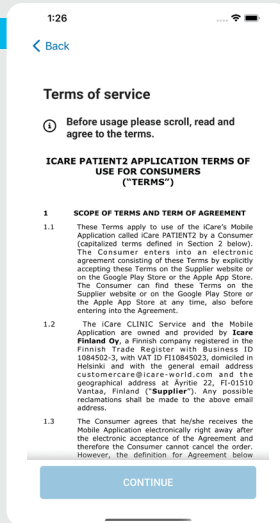 1:26
Back
Terms of service
Before usage please scroll, read and
agree to the terms.
ICARE PATIENT2 APPLICATION TERMS OF
USE FOR CONSUMERS
("TERMS")
1 SCOPE OF TERMS AND TERM OF AGREEMENT
1.1 These Terms apply to use of the iCare's Mobile
Application called iCare PATIENT2 by a Consumer
(capitalized terms defined in Section 2 below).
The Consumer enters into an electronic
agreement consisting of these Terms by explicitly
accepting these Terms on the Supplier website or
on the Google Play Store or the Apple App Store.
The Consumer can find these Terms on the
Supplier website or on the Google Play Store or
the Apple App Store at any time, also before
entering into the Agreement.
1.2 The iCare CLINIC Service and the Mobile
Application are owned and provided by Icare
Finland Oy, a Finnish company registered in the
Finnish Trade Register with Business ID
1084502-3, with VAT ID FI10845023, domiciled in
Helsinki and with the general email address
customercare@icare-world.com and the
geographical address at Äyritie 22, FI-01510
Vantaa, Finland ("Supplier"). Any possible
reclamations shall be made to the above email
address.
1.3 The Consumer agrees that he/she receives the
Mobile Application electronically right away after
the electronic acceptance of the Agreement and
therefore the Consumer cannot cancel the order.
However, the definition for Agreement below
CONTINUE